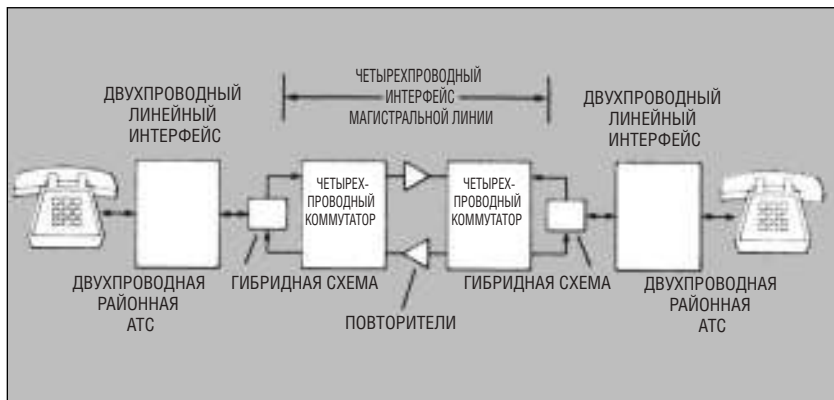 ЧЕТЫРЕХПРОВОДНЫЙ
ИНТЕРФЕЙС
МАГИСТРАЛЬНОЙ ЛИНИИ
ДВУХПРОВОДНЫЙ
ЛИНЕЙНЫЙ
ИНТЕРФЕЙС
ДВУХПРОВОДНЫЙ
ЛИНЕЙНЫЙ
ИНТЕРФЕЙС
ЧЕТЫРЕХ-
ПРОВОДНЫЙ
КОММУТАТОР
ЧЕТЫРЕХ-
ПРОВОДНЫЙ
КОММУТАТОР
ДВУХПРОВОДНАЯ
РАЙОННАЯ
АТС
ГИБРИДНАЯ СХЕМА
ПОВТОРИТЕЛИ
ГИБРИДНАЯ СХЕМА
ДВУХПРОВОДНАЯ
РАЙОННАЯ
АТС